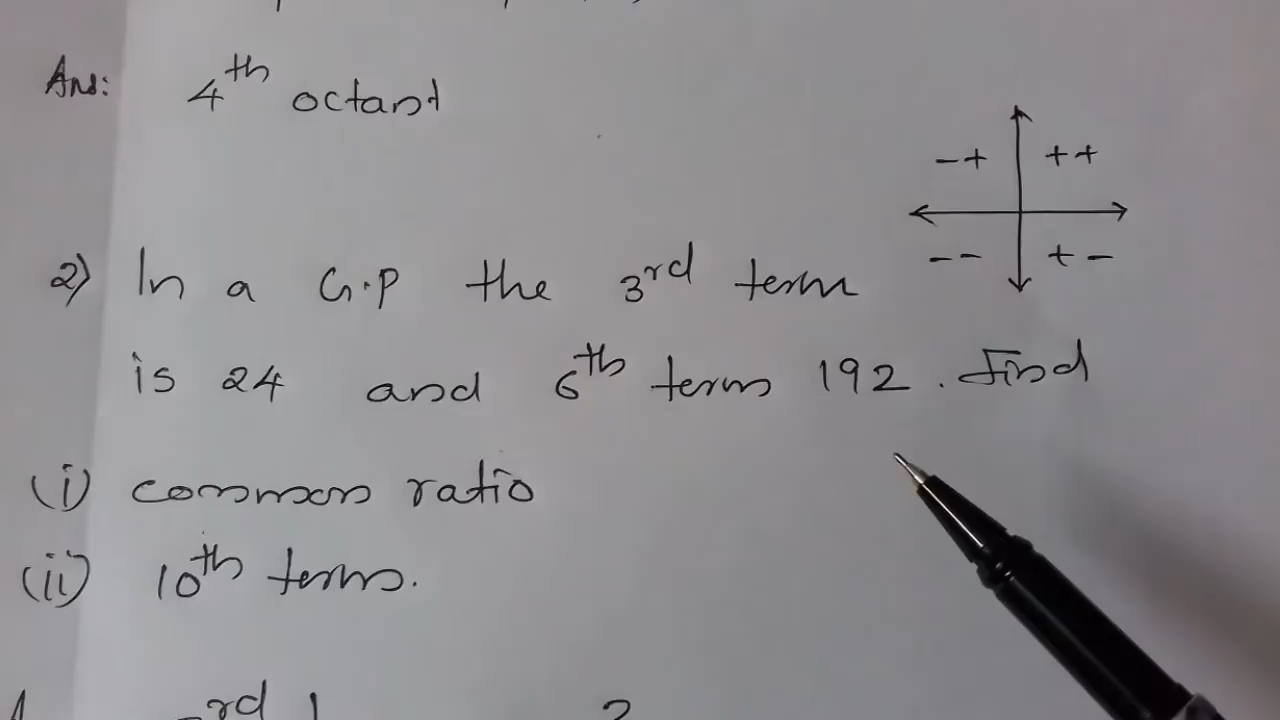 Ans: 4th octant
-+ ++
-- +-
2) In a G.P the 3rd term
is 24 and 6th term 192. Find
(i) common ratio
(ii) 10th terms.